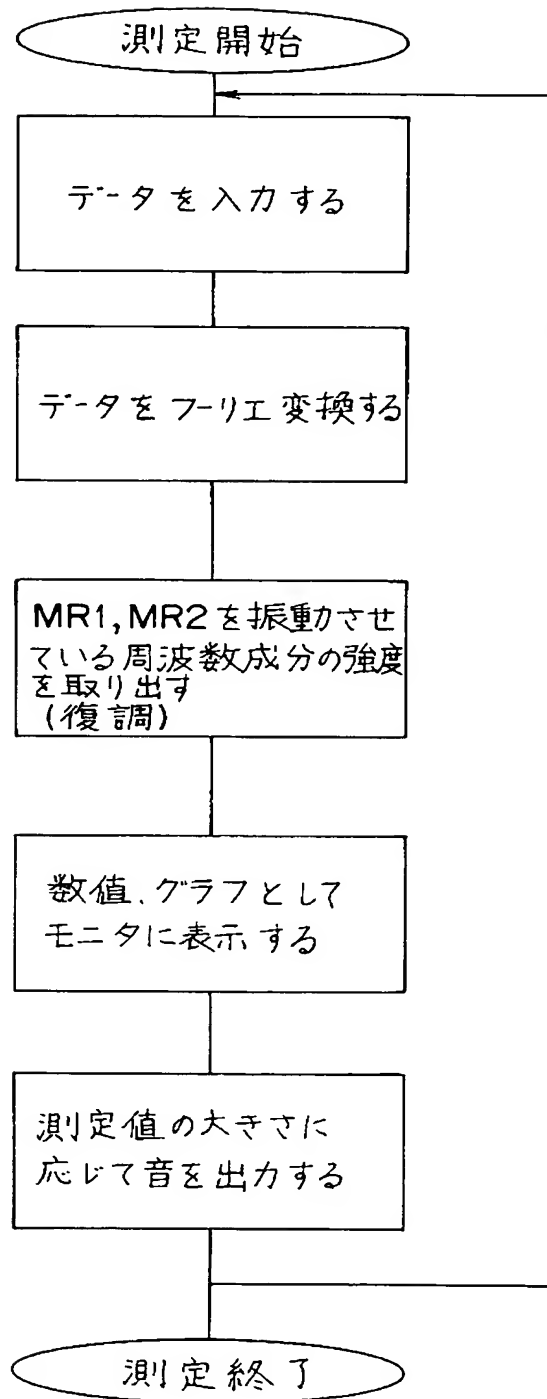 測定開始
データを入力する
データをフーリエ変換する
MR1,MR2を振動させ
ている周波数成分の強度
を取り出す
(復調)
数値、グラフとして
モニタに表示する
測定値の大きさに
応じて音を出力する
測定終了